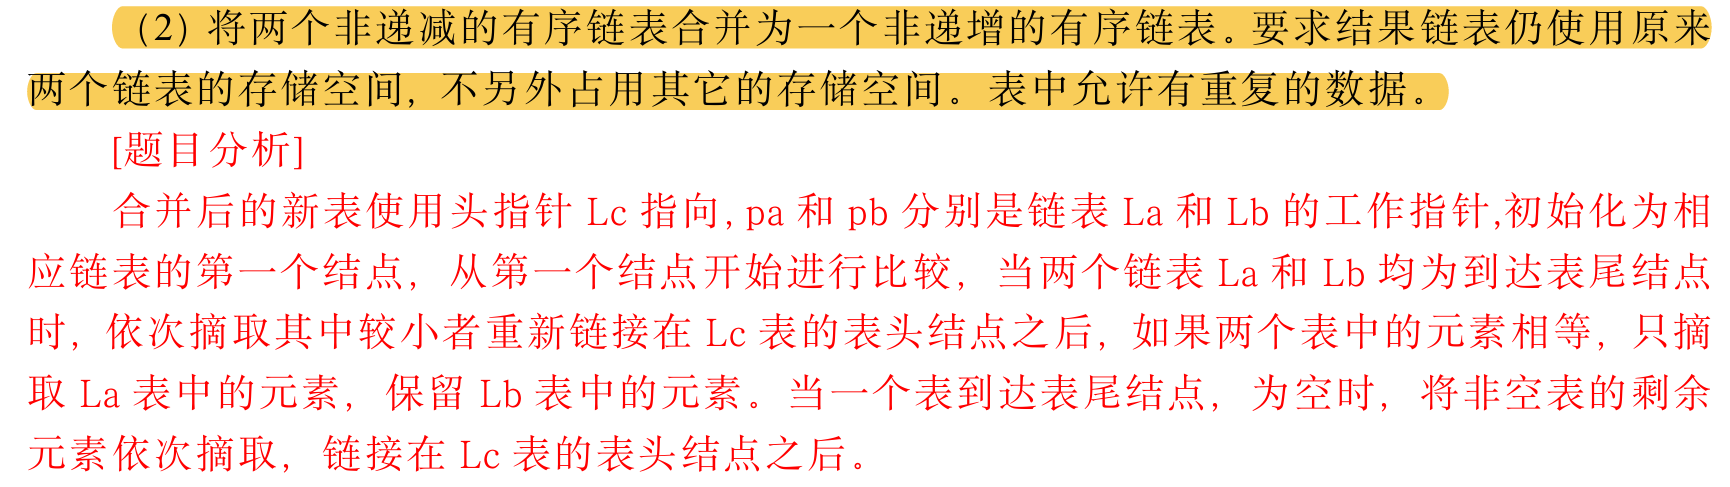 (2) 将两个非递减的有序链表合并为一个非递增的有序链表。要求结果链表仍使用原来
两个链表的存储空间, 不另外占用其它的存储空间。表中允许有重复的数据。
[题目分析]
合并后的新表使用头指针 Lc 指向, pa 和 pb 分别是链表 La 和 Lb 的工作指针,初始化为相
应链表的第一个结点, 从第一个结点开始进行比较, 当两个链表 La 和 Lb 均为到达表尾结点
时, 依次摘取其中较小者重新链接在 Lc 表的表头结点之后, 如果两个表中的元素相等, 只摘
取 La 表中的元素, 保留 Lb 表中的元素。当一个表到达表尾结点, 为空时, 将非空表的剩余
元素依次摘取, 链接在 Lc 表的表头结点之后。